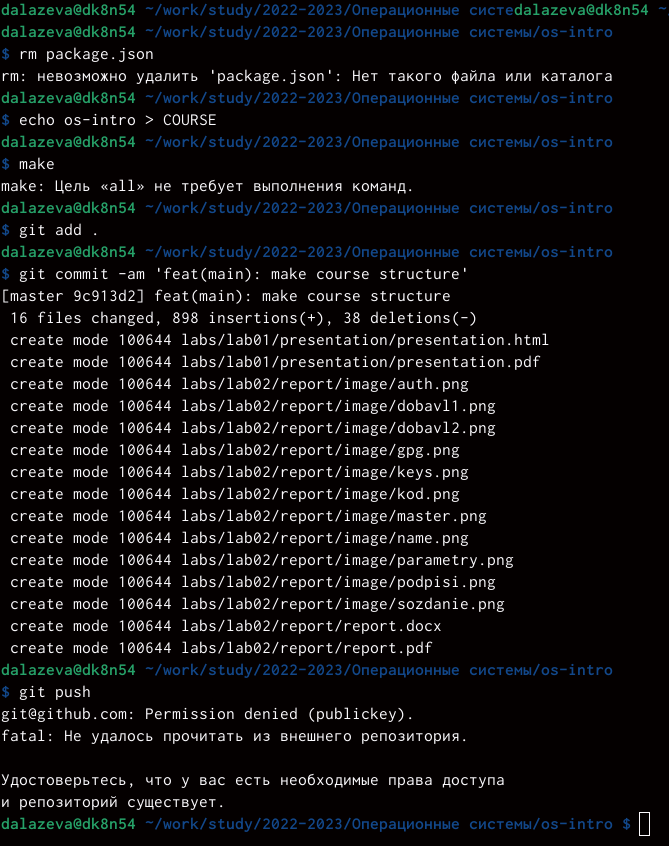 dalazeva@dk8n54 ~/work/study/2022-2023/Операционные системdalazeva@dk8n54 ~
dalazeva@dk8n54 ~/work/study/2022-2023/Операционные системы/os-intro
$ rm package.json
rm: невозможно удалить 'package.json': Нет такого файла или каталога
dalazeva@dk8n54 ~/work/study/2022-2023/Операционные системы/os-intro
$ echo os-intro > COURSE
dalazeva@dk8n54 ~/work/study/2022-2023/Операционные системы/os-intro
$ make
make: Цель «all» не требует выполнения команд.
dalazeva@dk8n54 ~/work/study/2022-2023/Операционные системы/os-intro
$ git add .
dalazeva@dk8n54 ~/work/study/2022-2023/Операционные системы/os-intro
$ git commit -am 'feat(main): make course structure'
[master 9c913d2] feat(main): make course structure
 16 files changed, 898 insertions(+), 38 deletions(-)
 create mode 100644 labs/lab01/presentation/presentation.html
 create mode 100644 labs/lab01/presentation/presentation.pdf
 create mode 100644 labs/lab02/report/image/auth.png
 create mode 100644 labs/lab02/report/image/dobavl1.png
 create mode 100644 labs/lab02/report/image/dobavl2.png
 create mode 100644 labs/lab02/report/image/gpg.png
 create mode 100644 labs/lab02/report/image/keys.png
 create mode 100644 labs/lab02/report/image/kod.png
 create mode 100644 labs/lab02/report/image/master.png
 create mode 100644 labs/lab02/report/image/name.png
 create mode 100644 labs/lab02/report/image/parametry.png
 create mode 100644 labs/lab02/report/image/podpisi.png
 create mode 100644 labs/lab02/report/image/sozdanie.png
 create mode 100644 labs/lab02/report/report.docx
 create mode 100644 labs/lab02/report/report.pdf
dalazeva@dk8n54 ~/work/study/2022-2023/Операционные системы/os-intro
$ git push
git@github.com: Permission denied (publickey).
fatal: Не удалось прочитать из внешнего репозитория.

Удостоверьтесь, что у вас есть необходимые права доступа
и репозиторий существует.
dalazeva@dk8n54 ~/work/study/2022-2023/Операционные системы/os-intro $